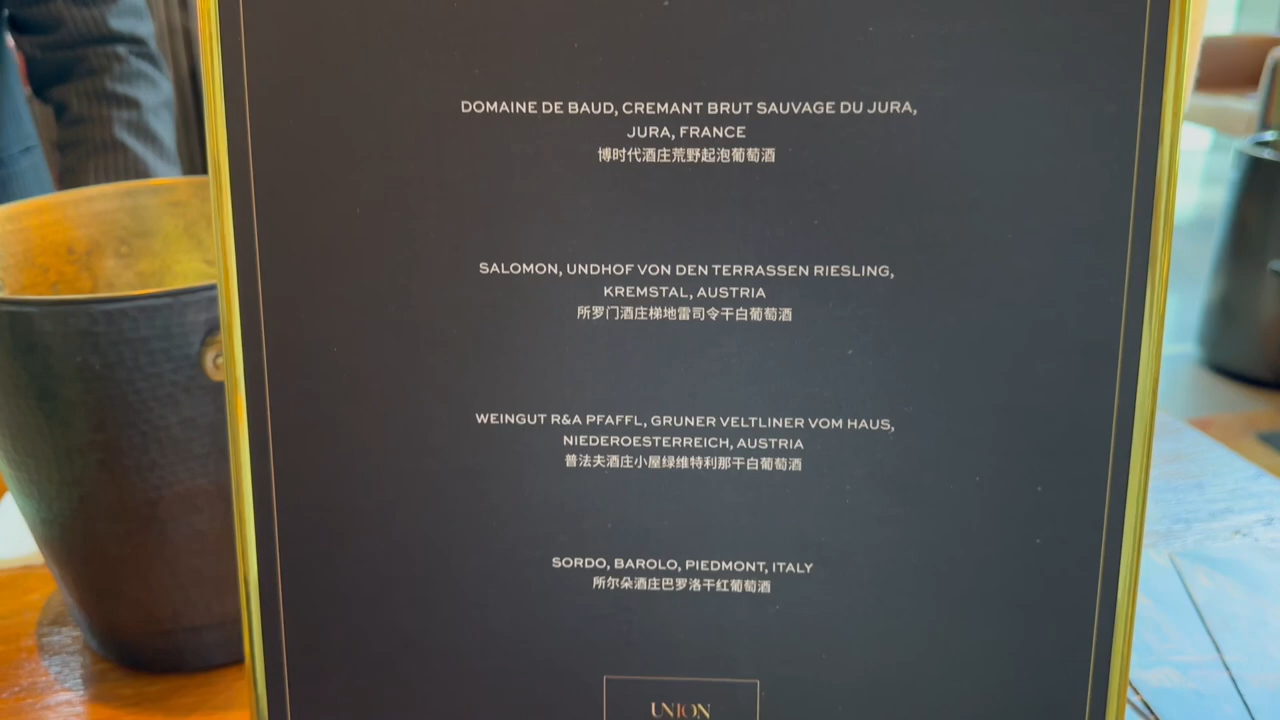 DOMAINE DE BAUD, CREMANT BRUT SAUVAGE DU JURA,
JURA, FRANCE
博时代酒庄荒野起泡葡萄酒
SALOMON, UNDHOF VON DEN TERRASSEN RIESLING,
KREMSTAL, AUSTRIA
所罗门酒庄梯地雷司令干白葡萄酒
WEINGUT R&A PFAFFL, GRUNER VELTLINER VOM HAUS,
NIEDEROESTERREICH, AUSTRIA
普法夫酒庄小屋绿维特利那干白葡萄酒
SORDO, BAROLO, PIEDMONT, ITALY
所尔朵酒庄巴罗洛干红葡萄酒
UNION